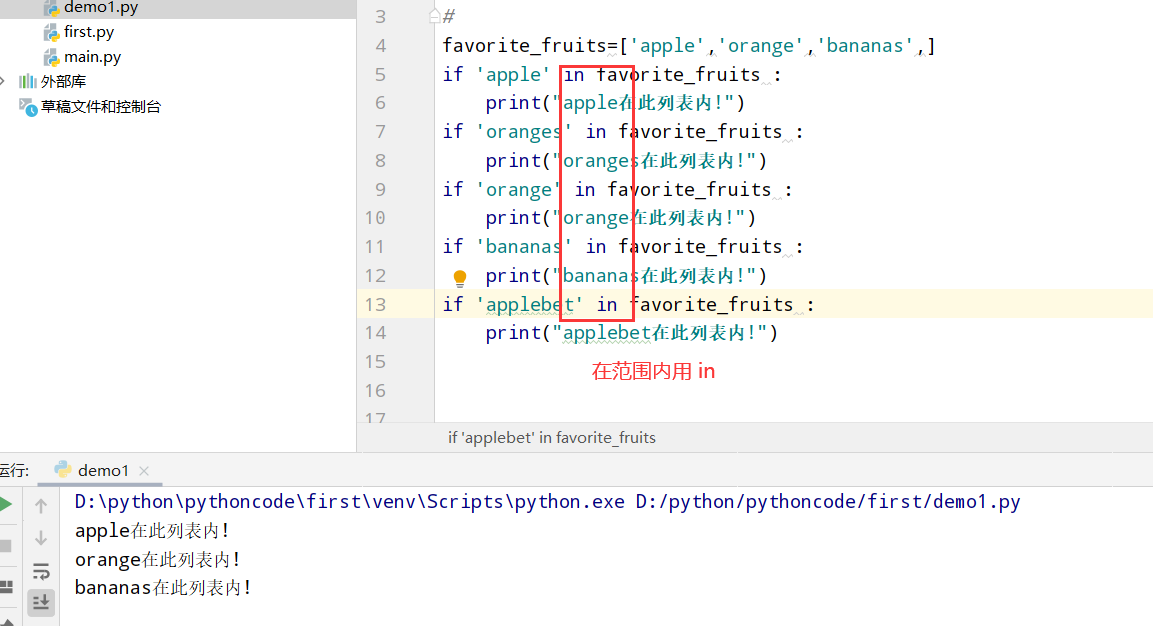 demo1.py
first.py
main.py
外部库
草稿文件和控制台
3 #
4 favorite_fruits=['apple','orange','bananas',]
5 if 'apple' in favorite_fruits :
6 print("apple在此列表内!")
7 if 'oranges' in favorite_fruits :
8 print("oranges在此列表内!")
9 if 'orange' in favorite_fruits :
10 print("orange在此列表内!")
11 if 'bananas' in favorite_fruits :
12 print("bananas在此列表内!")
13 if 'applebet' in favorite_fruits :
14 print("applebet在此列表内!")
15
在范围内用 in
16
17
if 'applebet' in favorite_fruits
运行: demo1
D:\python\pythoncode\first\venv\Scripts\python.exe D:/python/pythoncode/first/demo1.py
apple在此列表内!
orange在此列表内!
bananas在此列表内!